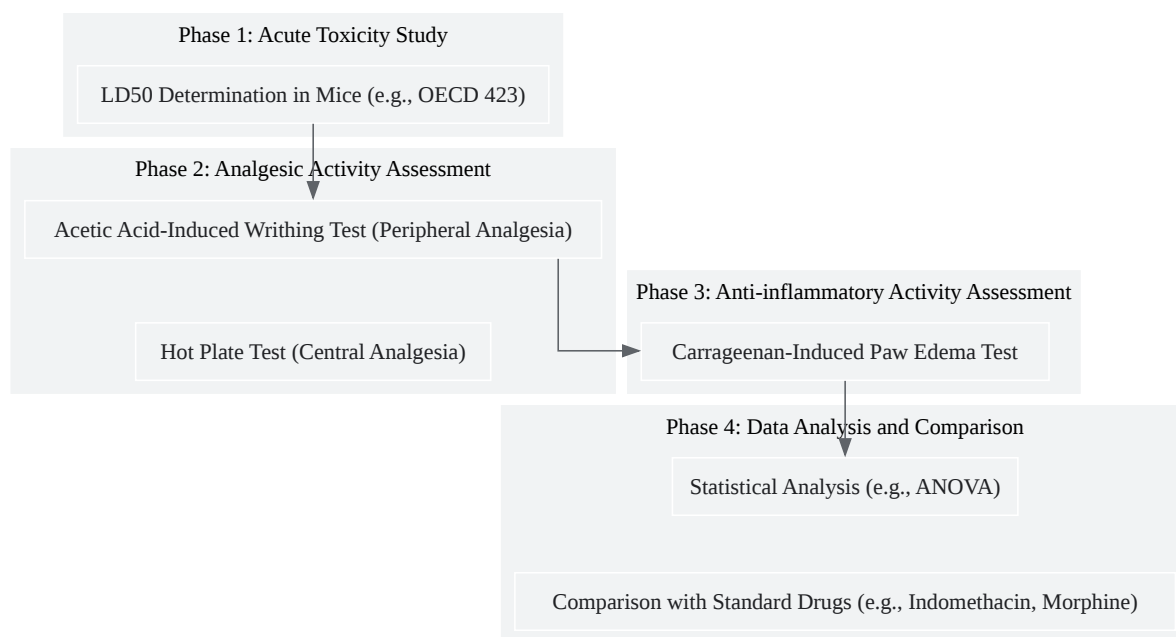 Phase 1: Acute Toxicity Study
LD50 Determination in Mice (e.g., OECD 423)
Phase 2: Analgesic Activity Assessment
Acetic Acid-Induced Writhing Test (Peripheral Analgesia)
Hot Plate Test (Central Analgesia)
Phase 3: Anti-inflammatory Activity Assessment
Carrageenan-Induced Paw Edema Test
Phase 4: Data Analysis and Comparison
Statistical Analysis (e.g., ANOVA)
Comparison with Standard Drugs (e.g., Indomethacin, Morphine)